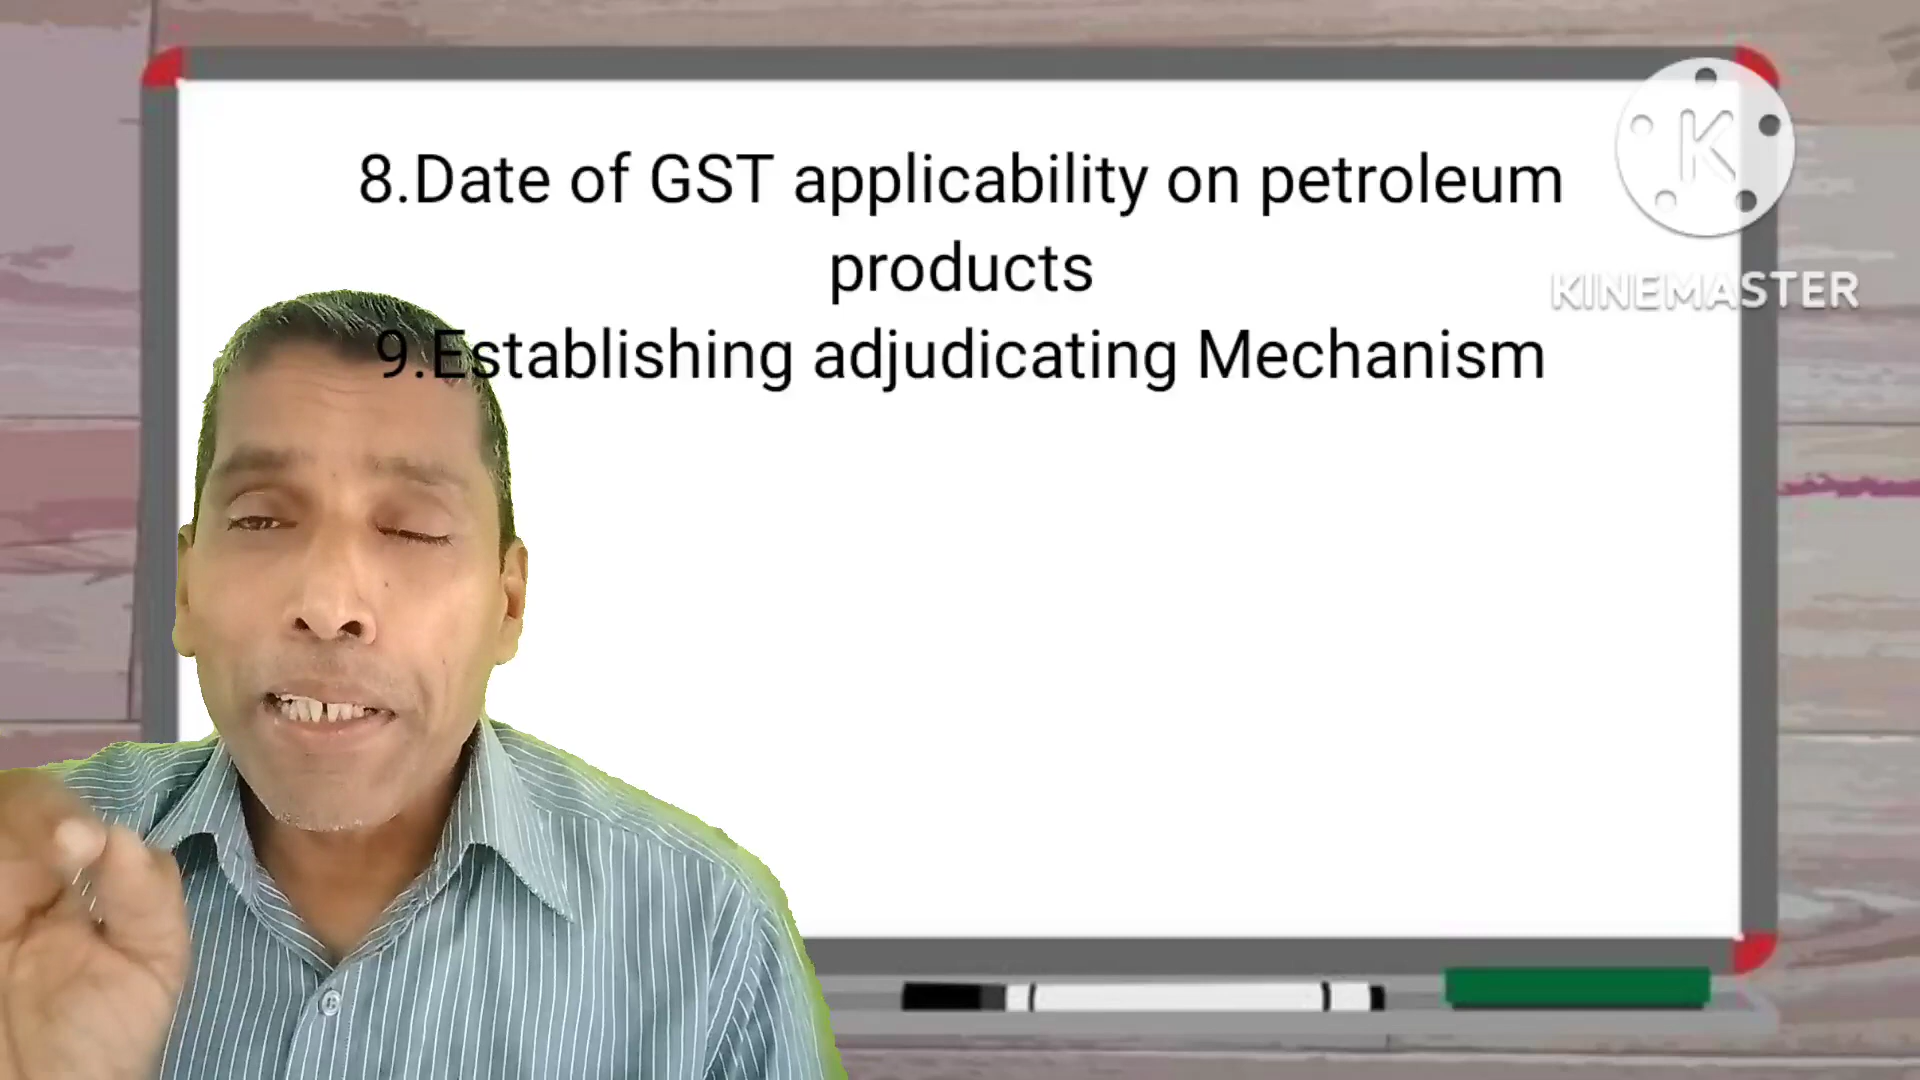 8.Date of GST applicability on petroleum
products
9.Establishing adjudicating Mechanism
K
KINEMASTER